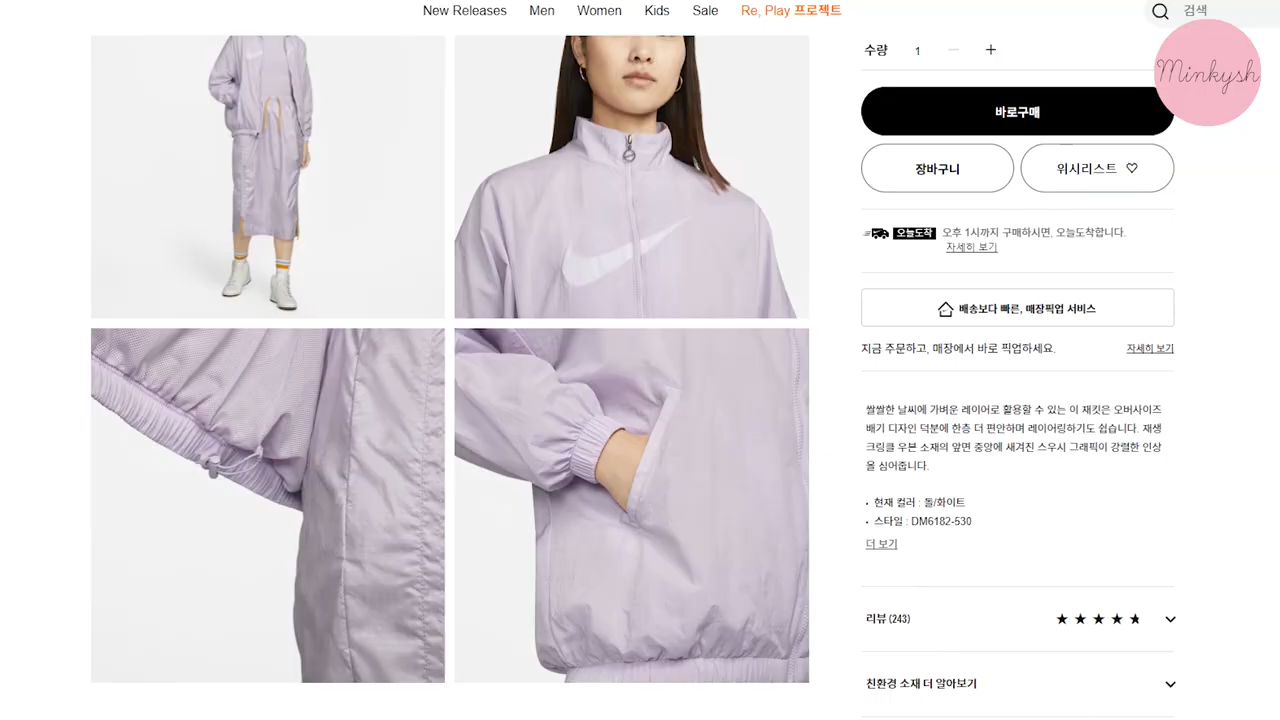 New Releases Men Women Kids Sale Re, Play 프로젝트
검색
Minkysh
수량 1
바로구매
장바구니 위시리스트
오늘도착 오후 1시까지 구매하시면, 오늘도착합니다.
자세히 보기
배송보다 빠른, 매장픽업 서비스
지금 주문하고, 매장에서 바로 픽업하세요. 자세히 보기
쌀쌀한 날씨에 가벼운 레이어로 활용할 수 있는 이 재킷은 오버사이즈
배기 디자인 덕분에 한층 더 편안하며 레이어링하기도 쉽습니다. 재생
크링클 우븐 소재의 앞면 중앙에 새겨진 스우시 그래픽이 강렬한 인상
을 심어줍니다.
• 현재 컬러 : 돌/화이트
• 스타일 : DM6182-530
더 보기
리뷰 (243)
친환경 소재 더 알아보기